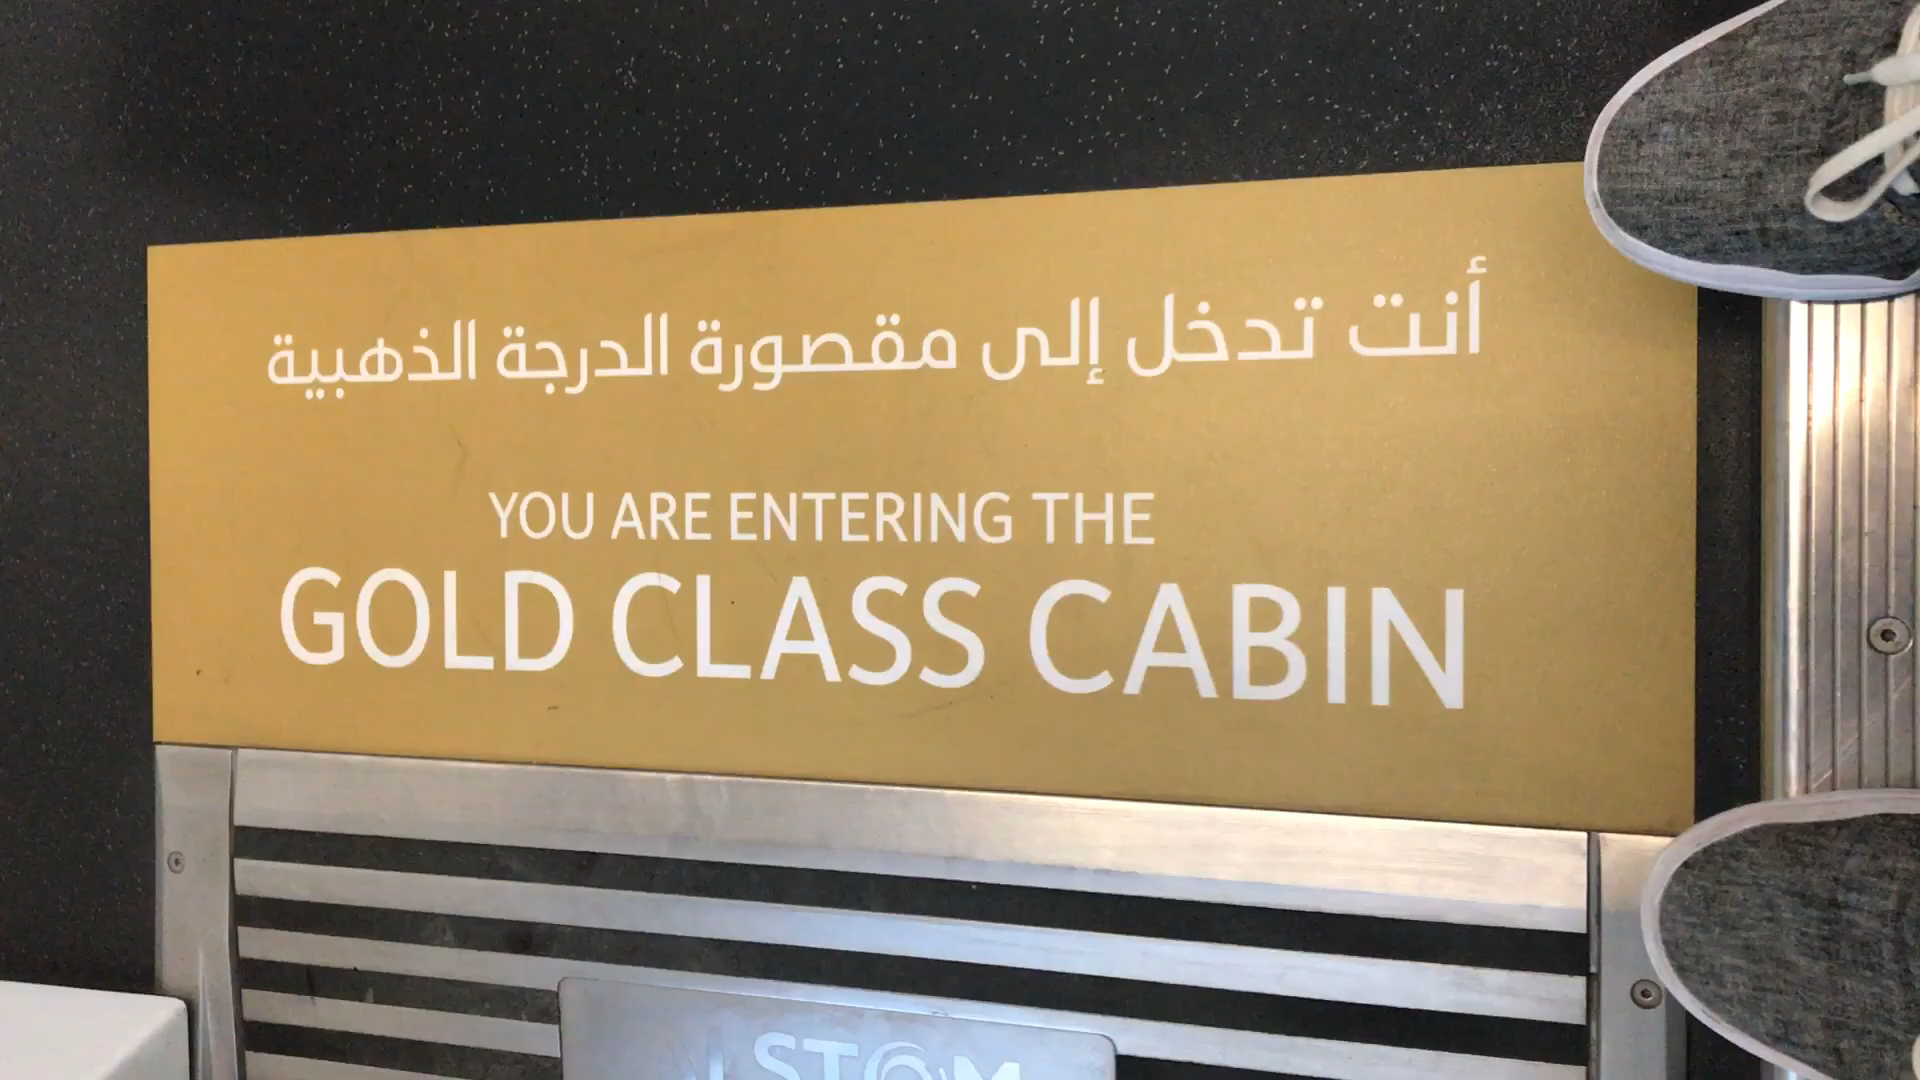 أنت تدخل إلى مقصورة الدرجة الذهبية
YOU ARE ENTERING THE
GOLD CLASS CABIN